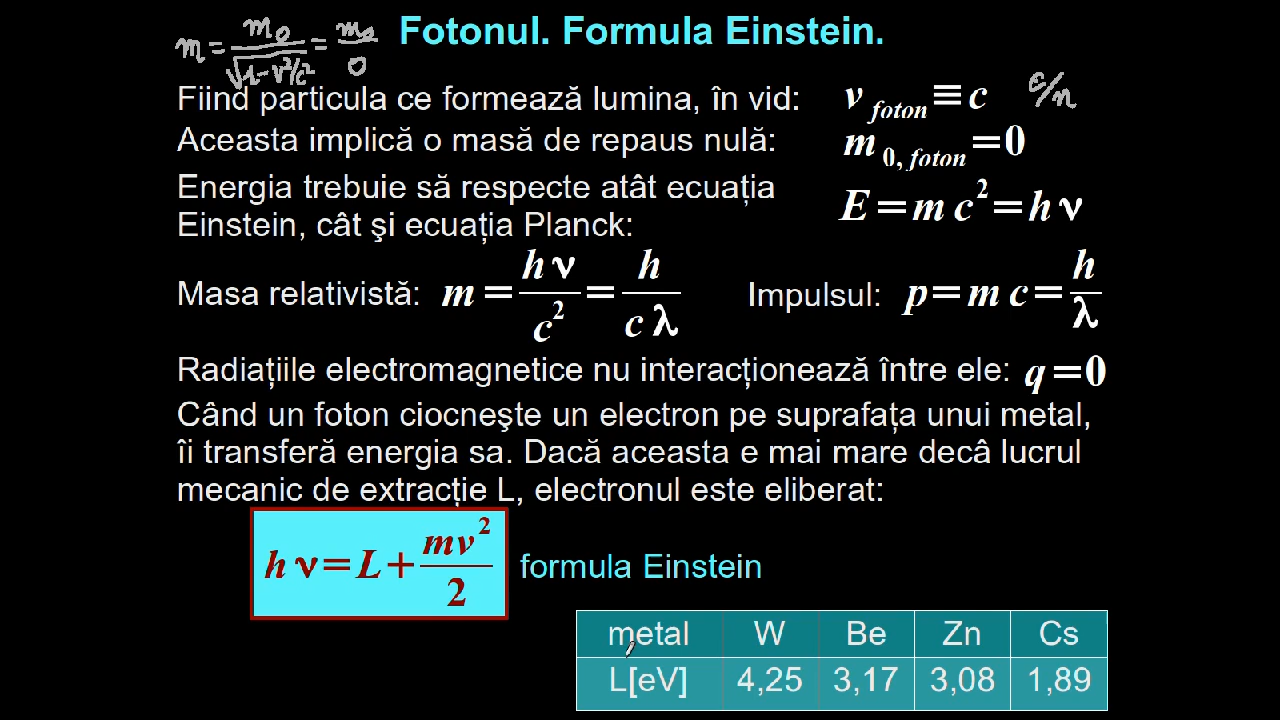 m = m₀/√(1-v²/c²) = m₀/0
Fotonul. Formula Einstein.
Fiind particula ce formează lumina, în vid: v foton ≡ c c/n
Aceasta implică o masă de repaus nulă: m 0, foton = 0
Energia trebuie să respecte atât ecuația
Einstein, cât şi ecuația Planck: E = m c² = h ν
Masa relativistă: m = h ν / c² = h / c λ Impulsul: p = m c = h / λ
Radiațiile electromagnetice nu interacționează între ele: q = 0
Când un foton ciocneşte un electron pe suprafața unui metal,
îi transferă energia sa. Dacă aceasta e mai mare decâ lucrul
mecanic de extracție L, electronul este eliberat:
h ν = L + mv² / 2 formula Einstein
metal W Be Zn Cs
L[eV] 4,25 3,17 3,08 1,89